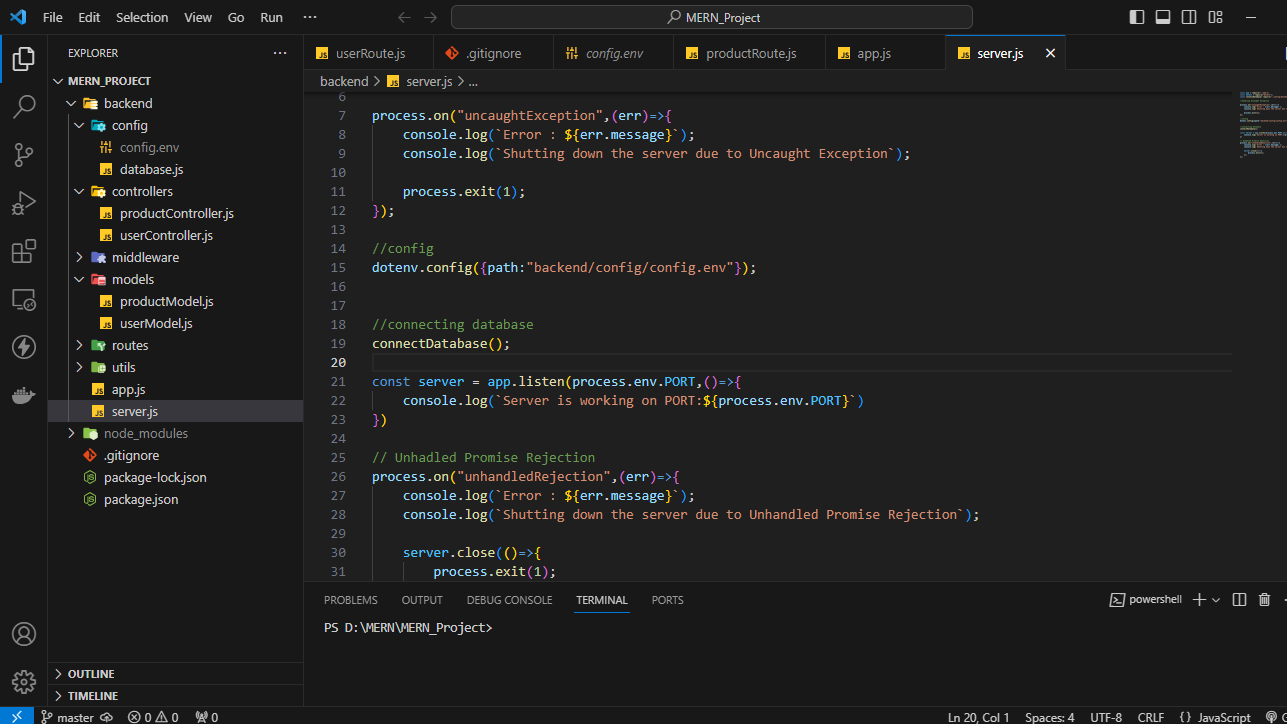 File Edit Selection View Go Run ··· MERN_Project
EXPLORER ···
MERN_PROJECT
backend
config
config.env
database.js
controllers
productController.js
userController.js
middleware
models
productModel.js
userModel.js
routes
utils
app.js
server.js
node_modules
.gitignore
package-lock.json
package.json
OUTLINE
TIMELINE
userRoute.js .gitignore config.env productRoute.js app.js server.js
backend > server.js > ...
6
7 process.on("uncaughtException",(err)=>{
8 console.log(`Error : ${err.message}`);
9 console.log(`Shutting down the server due to Uncaught Exception`);
10
11 process.exit(1);
12 });
13
14 //config
15 dotenv.config({path:"backend/config/config.env"});
16
17
18 //connecting database
19 connectDatabase();
20
21 const server = app.listen(process.env.PORT,()=>{
22 console.log(`Server is working on PORT:${process.env.PORT}`)
23 })
24
25 // Unhadled Promise Rejection
26 process.on("unhandledRejection",(err)=>{
27 console.log(`Error : ${err.message}`);
28 console.log(`Shutting down the server due to Unhandled Promise Rejection`);
29
30 server.close(()=>{
31 process.exit(1);
PROBLEMS OUTPUT DEBUG CONSOLE TERMINAL PORTS powershell
PS D:\MERN\MERN_Project>
master 0 0 0 Ln 20, Col 1 Spaces: 4 UTF-8 CRLF {} JavaScript